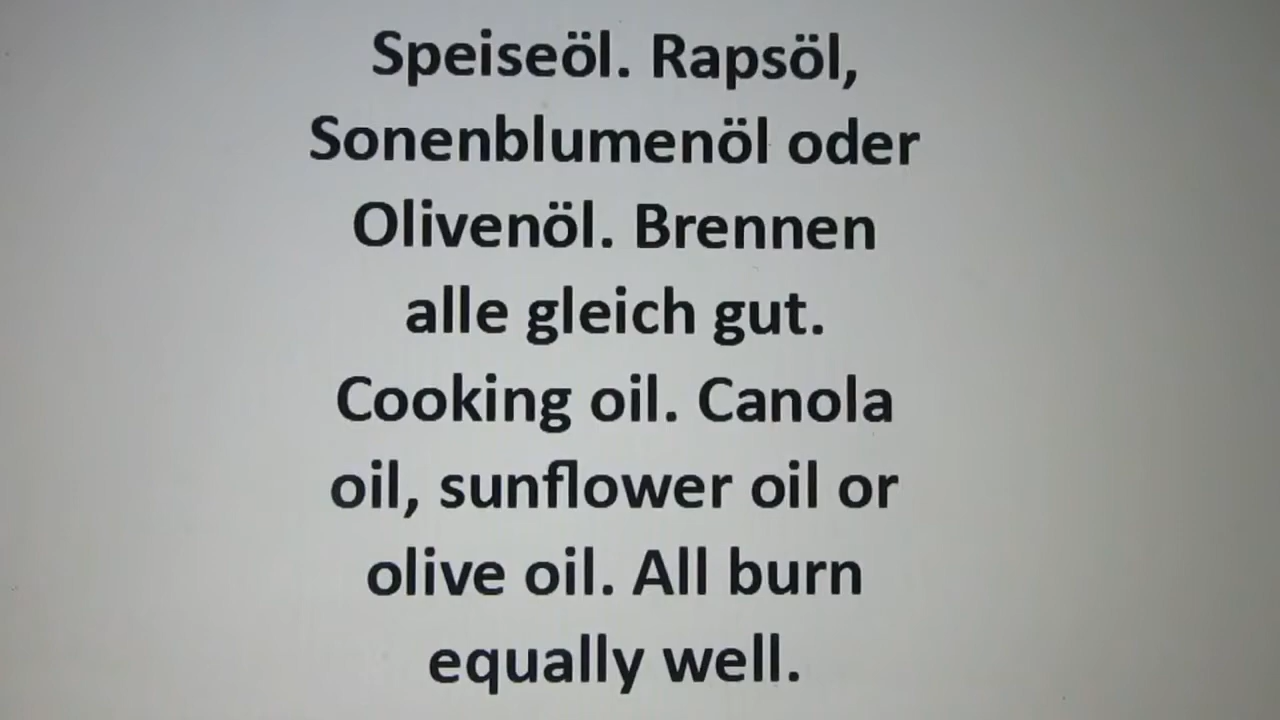 Speiseöl. Rapsöl,
Sonenblumenöl oder
Olivenöl. Brennen
alle gleich gut.
Cooking oil. Canola
oil, sunflower oil or
olive oil. All burn
equally well.